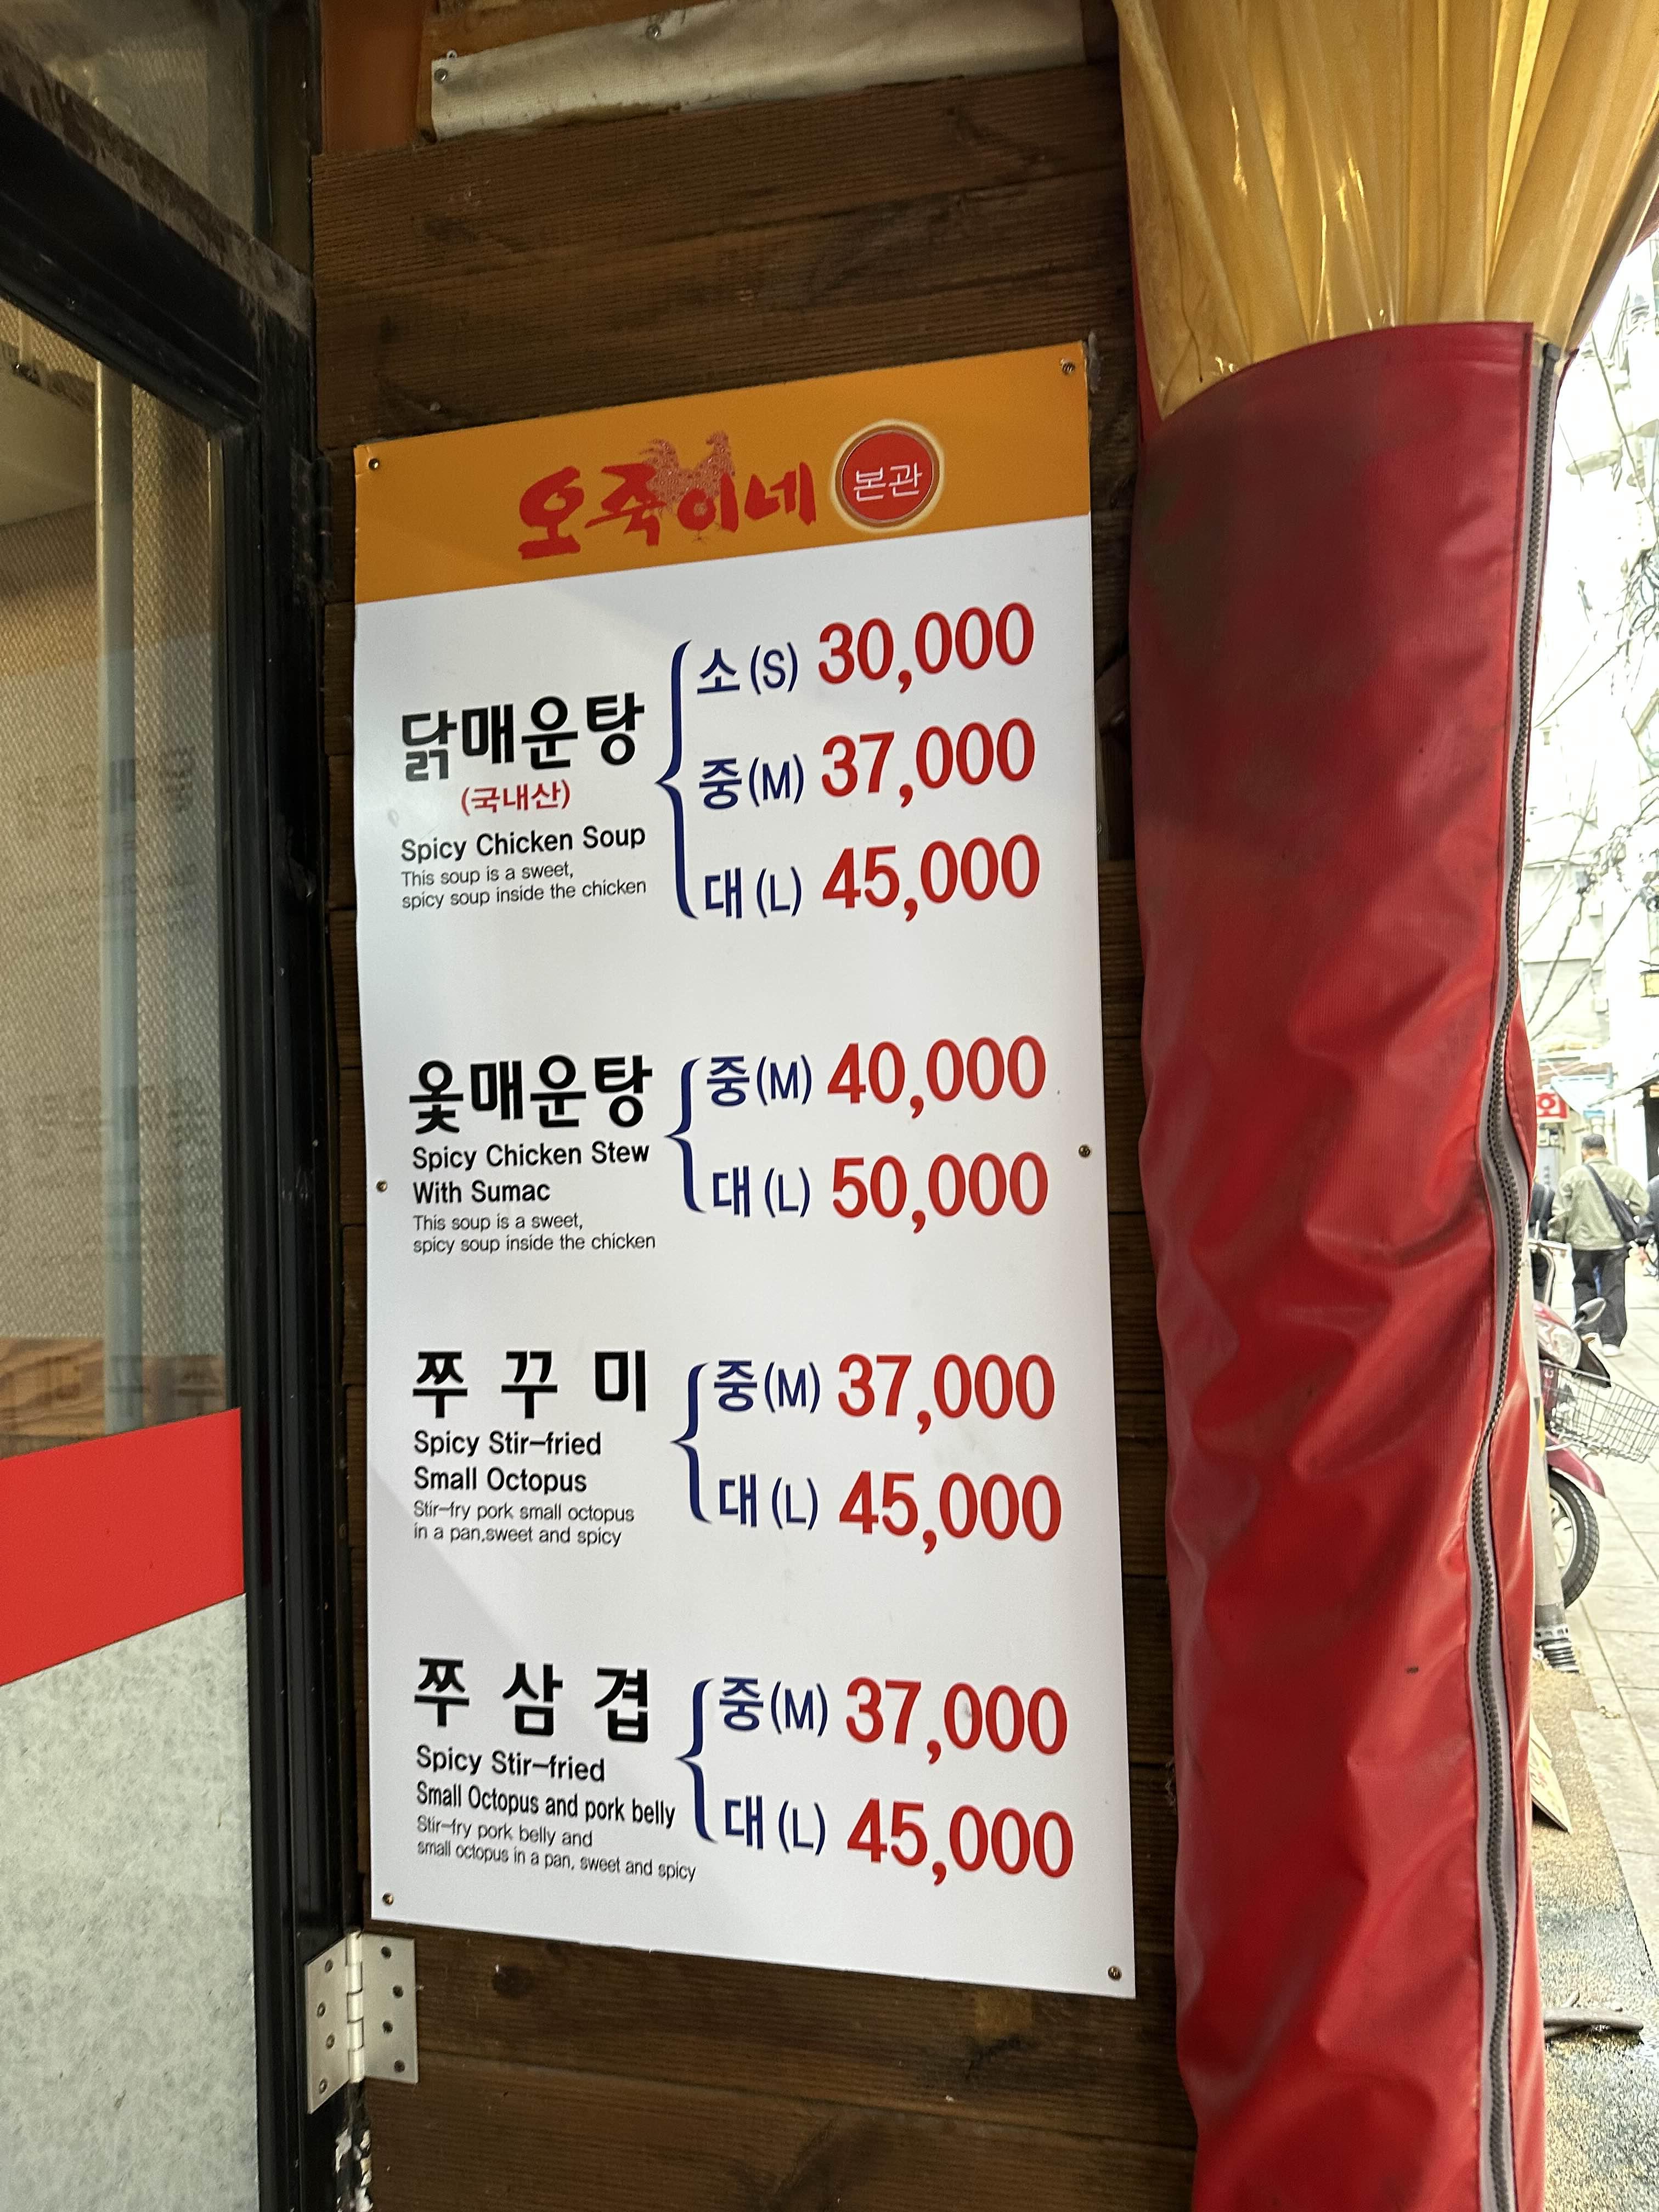 오죽이네 본관
닭매운탕
(국내산)
Spicy Chicken Soup
This soup is a sweet,
spicy soup inside the chicken
소(S) 30,000
중(M) 37,000
대(L) 45,000
옻매운탕
Spicy Chicken Stew
With Sumac
This soup is a sweet,
spicy soup inside the chicken
중(M) 40,000
대(L) 50,000
쭈꾸미
Spicy Stir-fried
Small Octopus
Stir-fry pork small octopus
in a pan,sweet and spicy
중(M) 37,000
대(L) 45,000
쭈삼겹
Spicy Stir-fried
Small Octopus and pork belly
Stir-fry pork belly and
small octopus in a pan, sweet and spicy
중(M) 37,000
대(L) 45,000